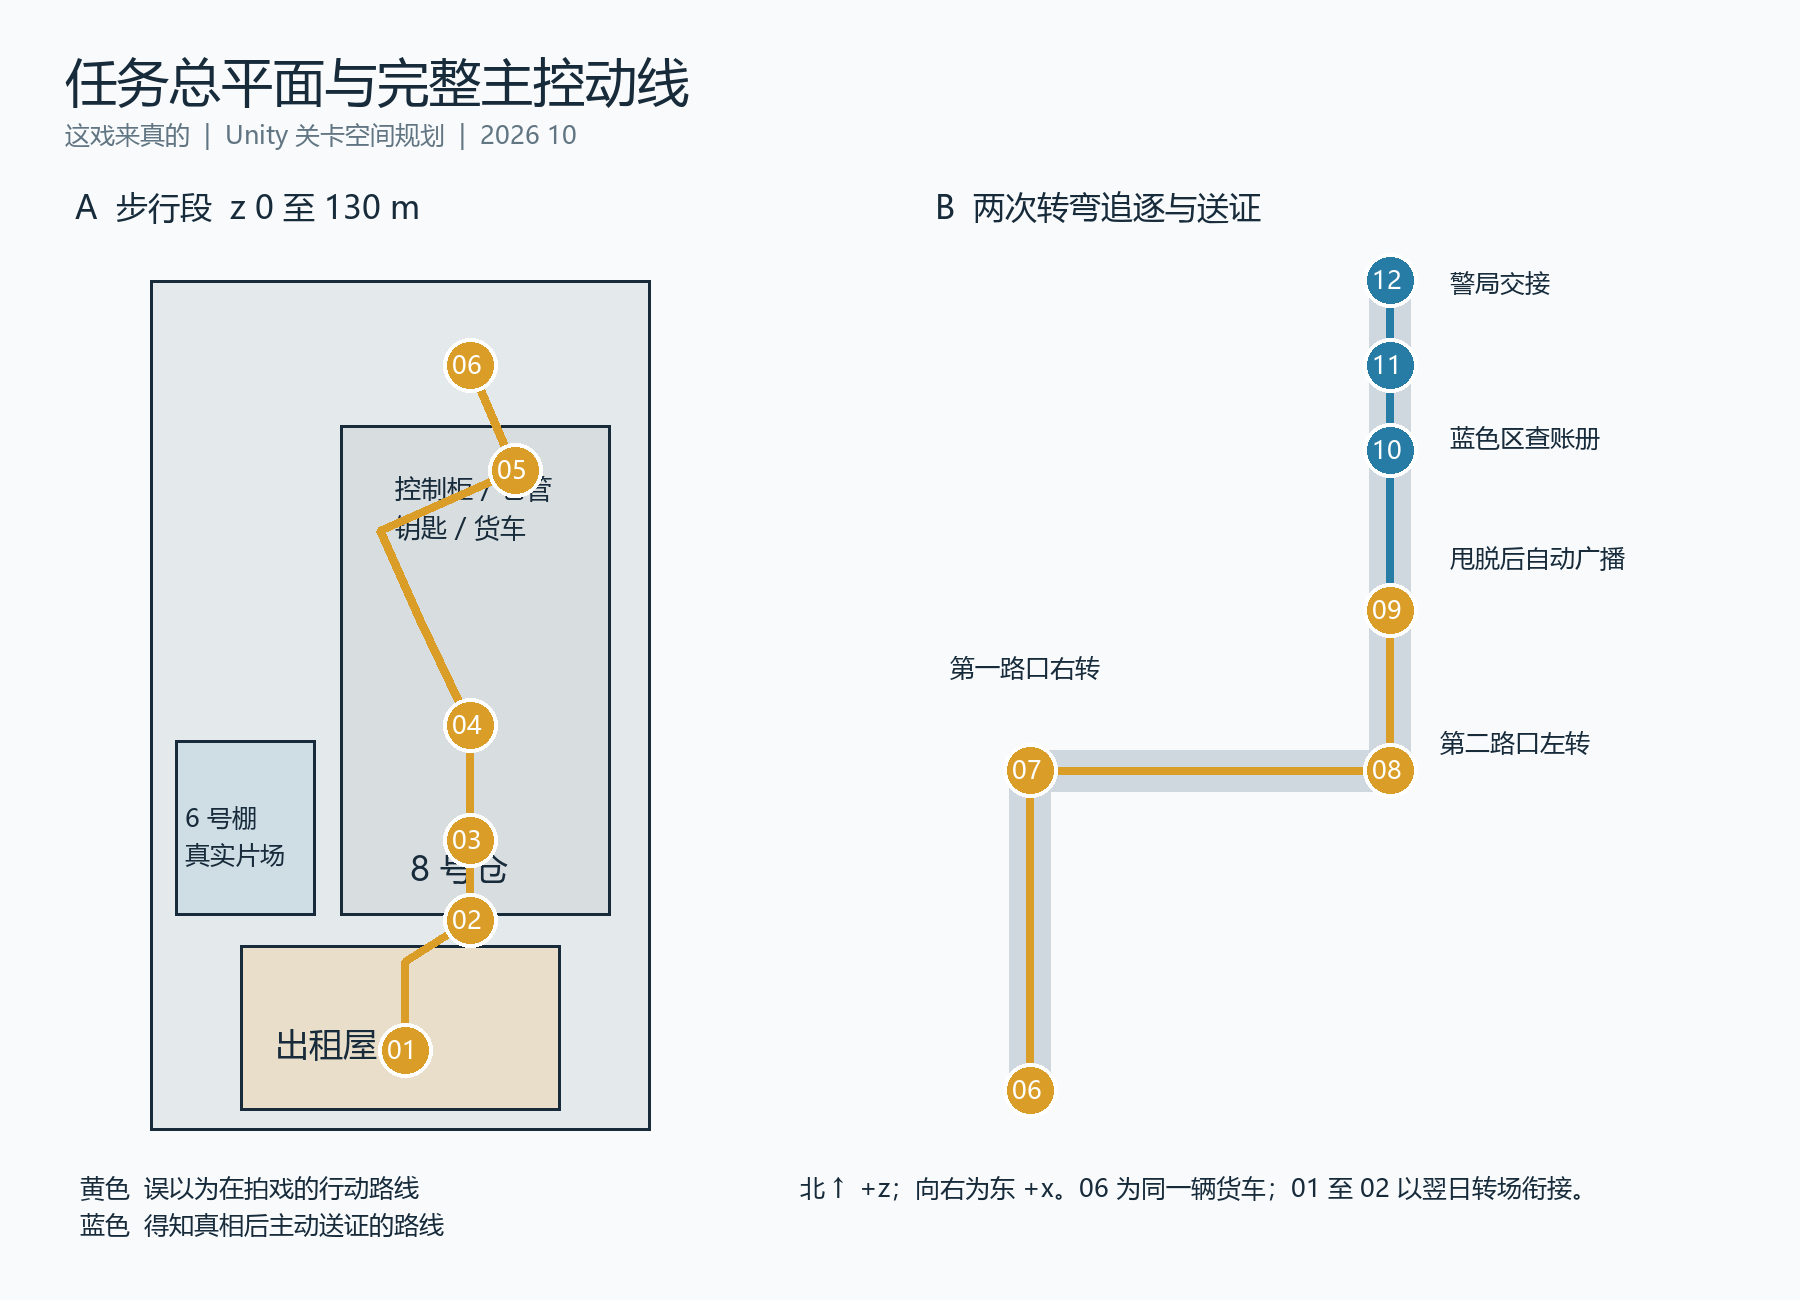 任务总平面与完整主控动线
这戏来真的 | Unity 关卡空间规划 | 2026 10
A 步行段 z 0 至 130 m
06
05
控制柜 / 管
钥匙 / 货车
04
6 号棚
真实片场
03
8 号仓
02
出租屋
01
B 两次转弯追逐与送证
12
警局交接
11
蓝色区查账册
10
甩脱后自动广播
09
第一路口右转
第二路口左转
07
08
06
黄色 误以为在拍戏的行动路线
蓝色 得知真相后主动送证的路线
北↑ +z；向右为东 +x。06 为同一辆货车；01 至 02 以翌日转场衔接。